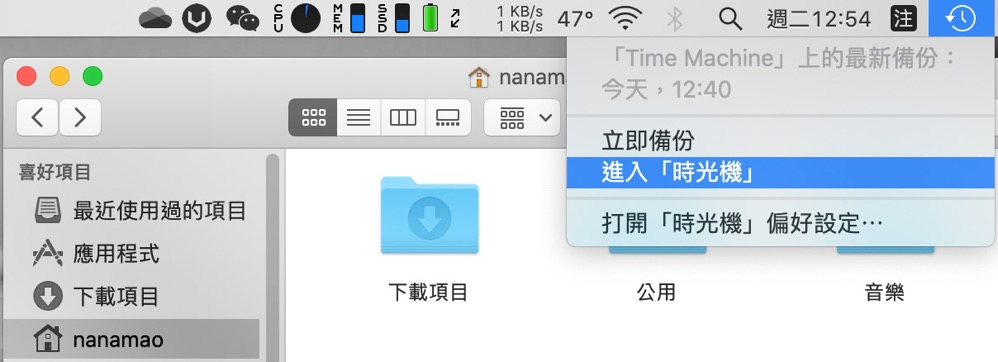 CPU
MEM
SSD
1 KB/s
1 KB/s
47°
週二12:54
注
「Time Machine」上的最新備份：
今天，12:40
立即備份
進入「時光機」
打開「時光機」偏好設定…
nanama
喜好項目
最近使用過的項目
應用程式
下載項目
nanamao
下載項目
公用
音樂